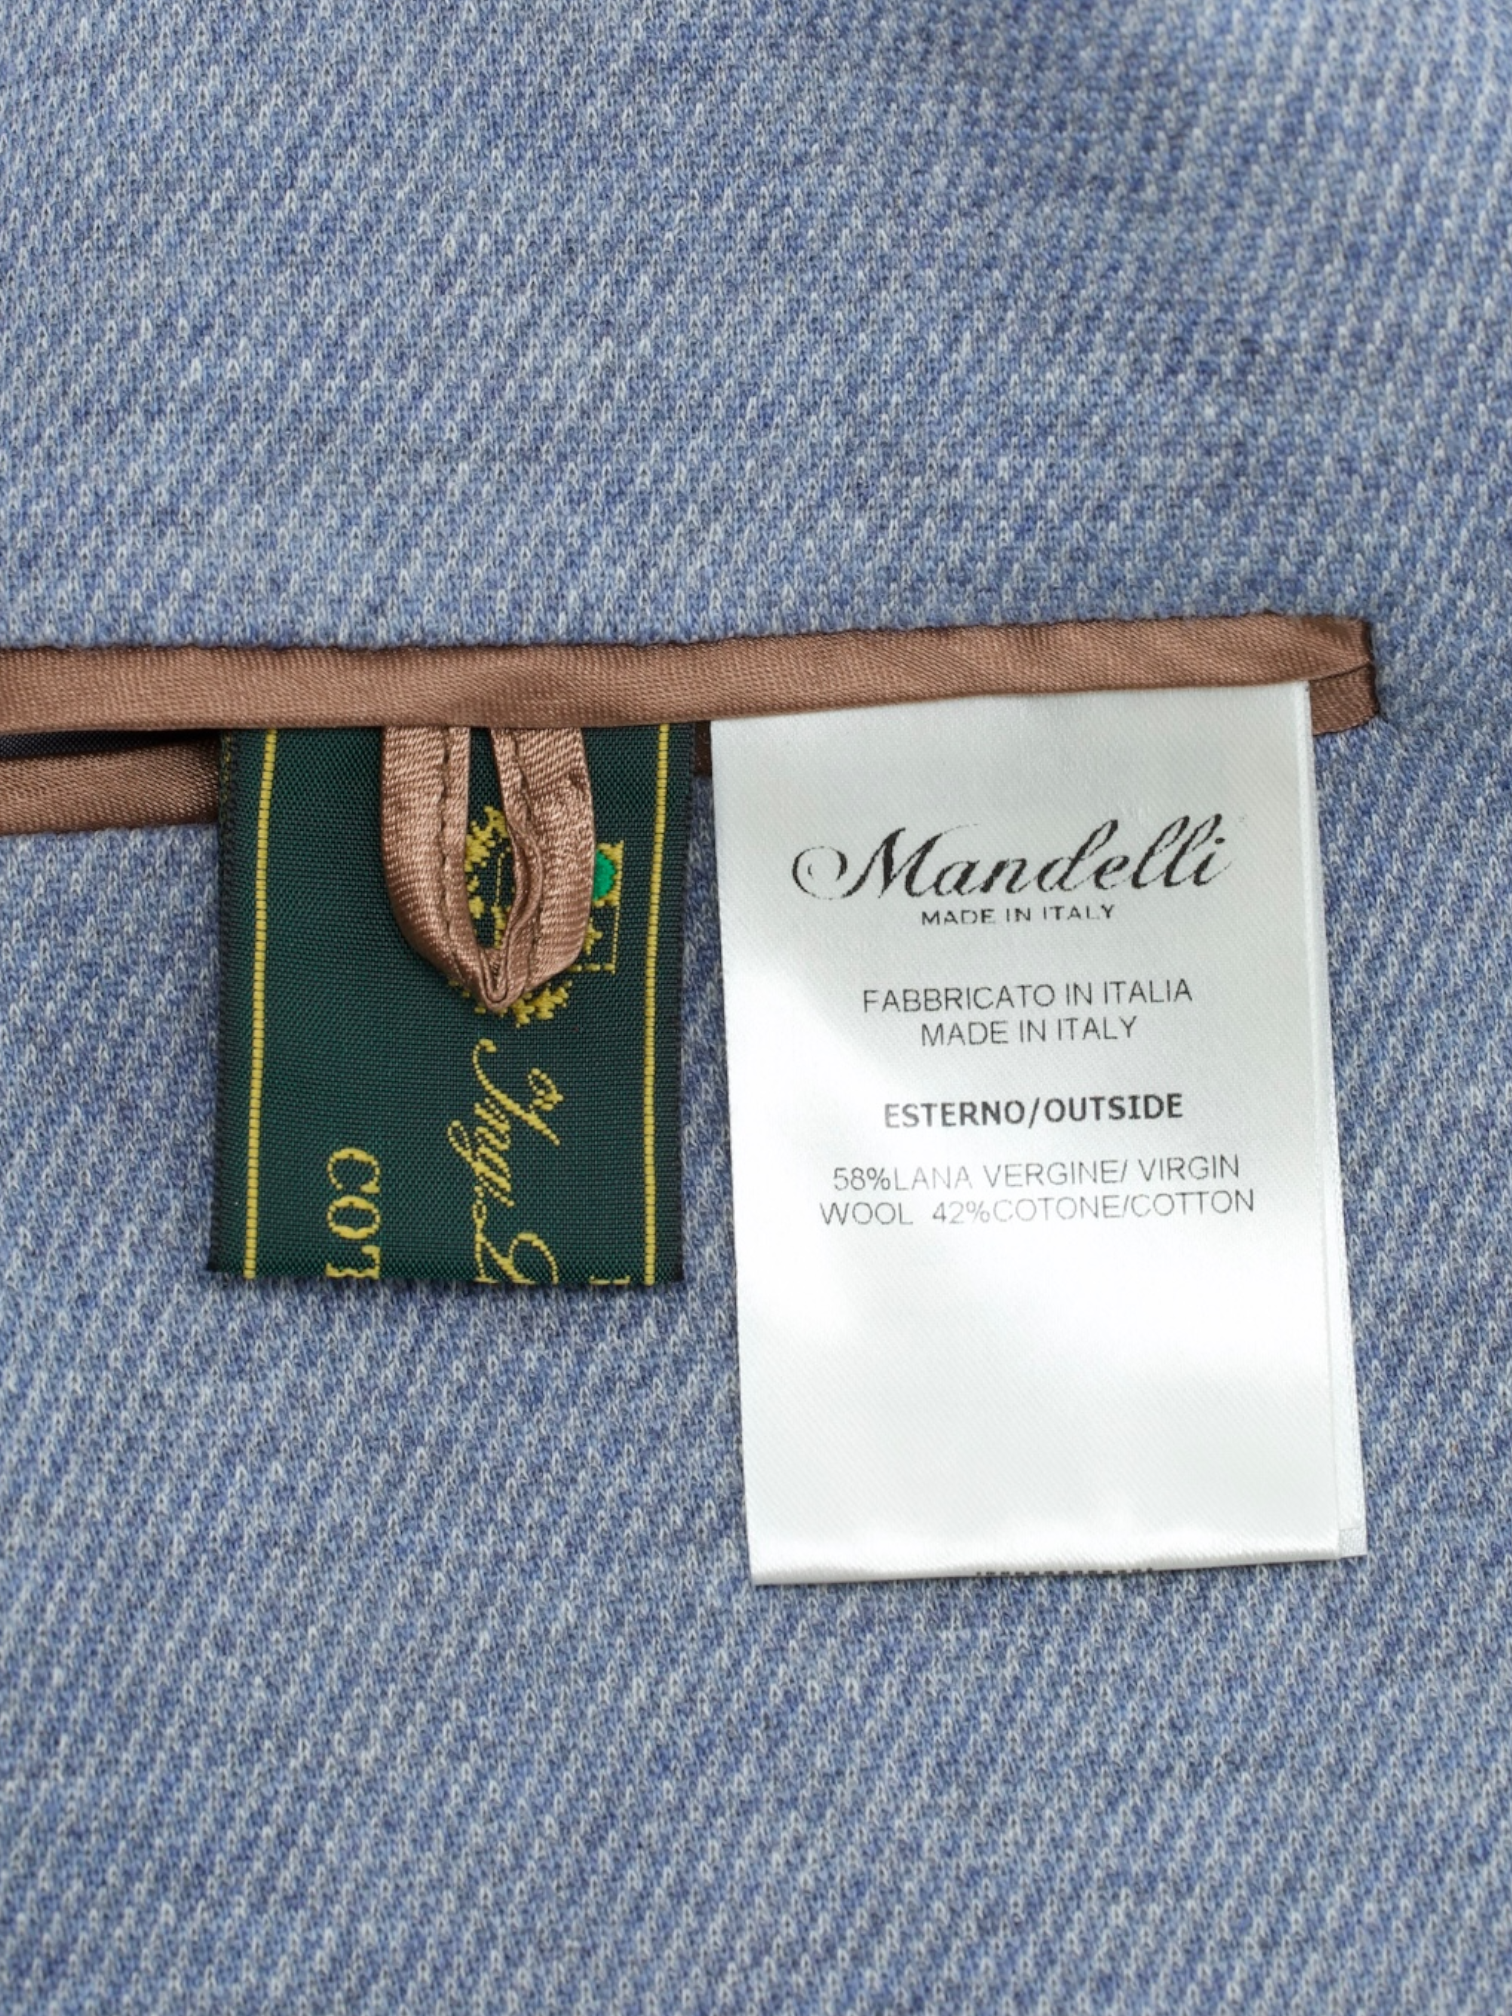 Mandelli
MADE IN ITALY
FABBRICATO IN ITALIA
MADE IN ITALY
ESTERNO/OUTSIDE
58%LANA VERGINE/ VIRGIN
WOOL 42%COTONE/COTTON